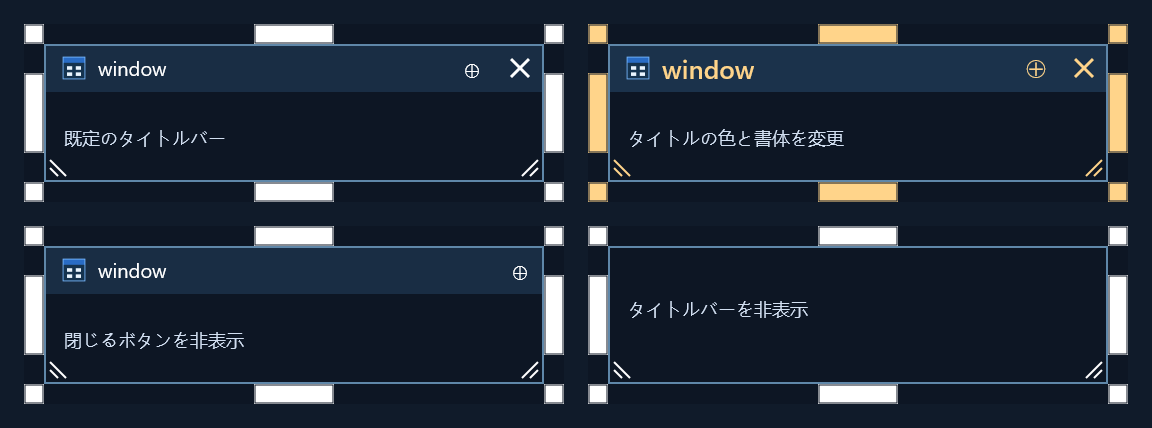 window
既定のタイトルバー
window
タイトルの色と書体を変更
window
閉じるボタンを非表示
タイトルバーを非表示